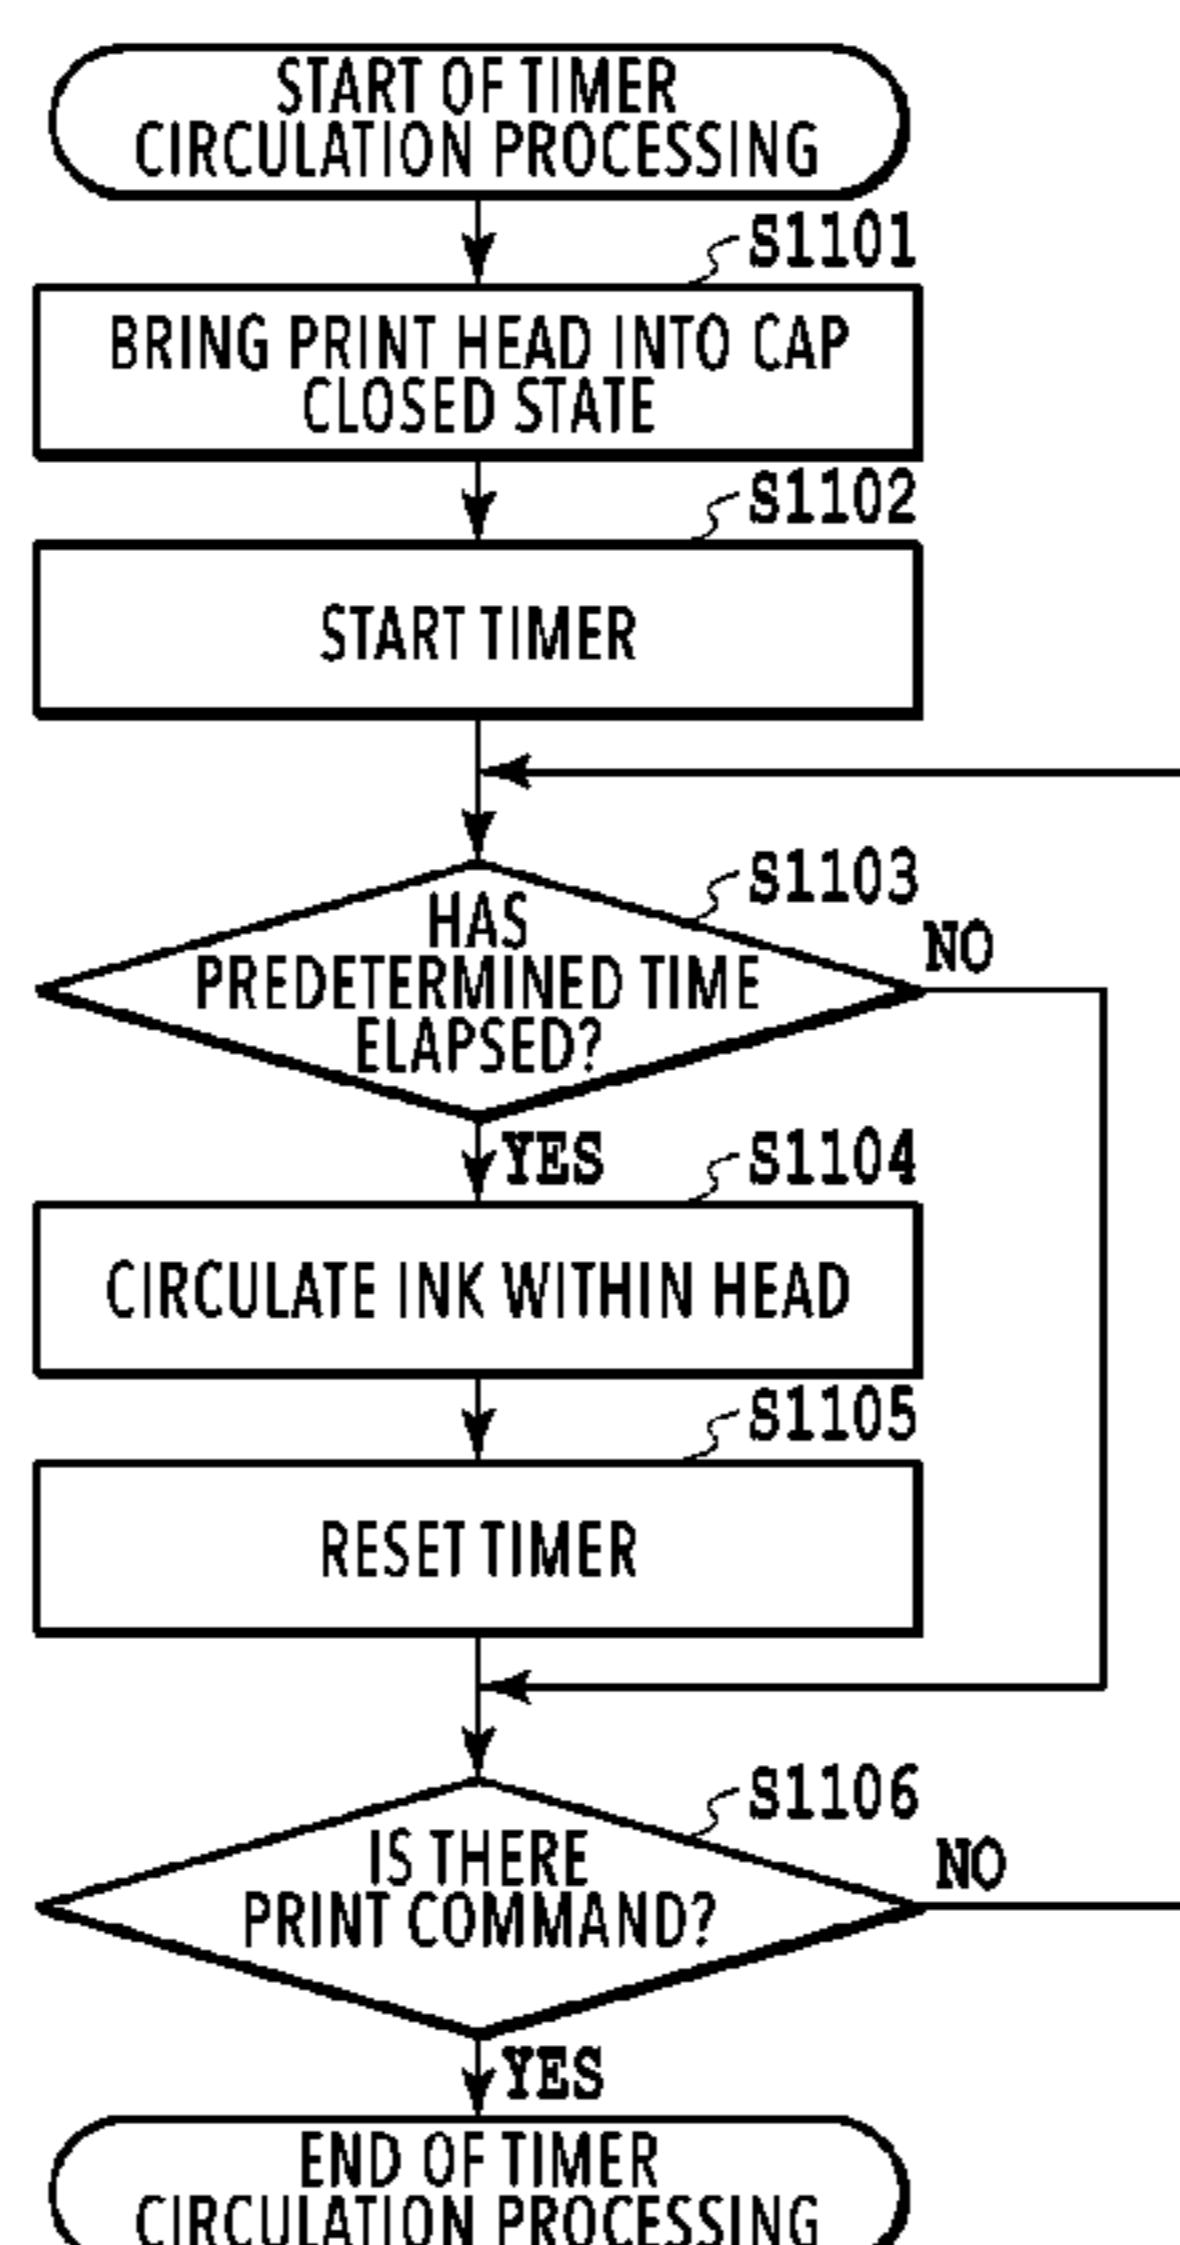 START OF TIMER
CIRCULATION PROCESSING
S1101
BRING PRINT HEAD INTO CAP
CLOSED STATE
S1102
START TIMER
S1103
HAS
PREDETERMINED TIME
ELAPSED?
NO
YES
S1104
CIRCULATE INK WITHIN HEAD
S1105
RESET TIMER
S1106
IS THERE
PRINT COMMAND?
NO
YES
END OF TIMER
CIRCULATION PROCESSING